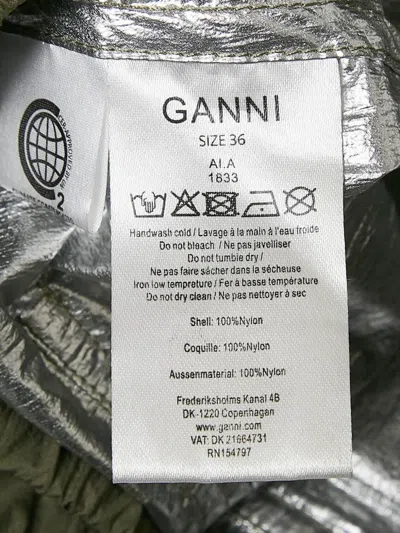 GANNI
SIZE 36
AI.A
1833
Handwash cold / Lavage à la main à l'eau froide
Do not bleach / Ne pas javelliser
Do not tumble dry /
Ne pas faire sécher dans la sécheuse
Iron low tempreture / Fer à basse température
Do not dry clean / Ne pas nettoyer à sec
Shell: 100%Nylon
Coquille: 100%Nylon
Aussenmaterial: 100%Nylon
Frederiksholms Kanal 4B
DK-1220 Copenhagen
www.ganni.com
VAT: DK 21664731
RN154797
2